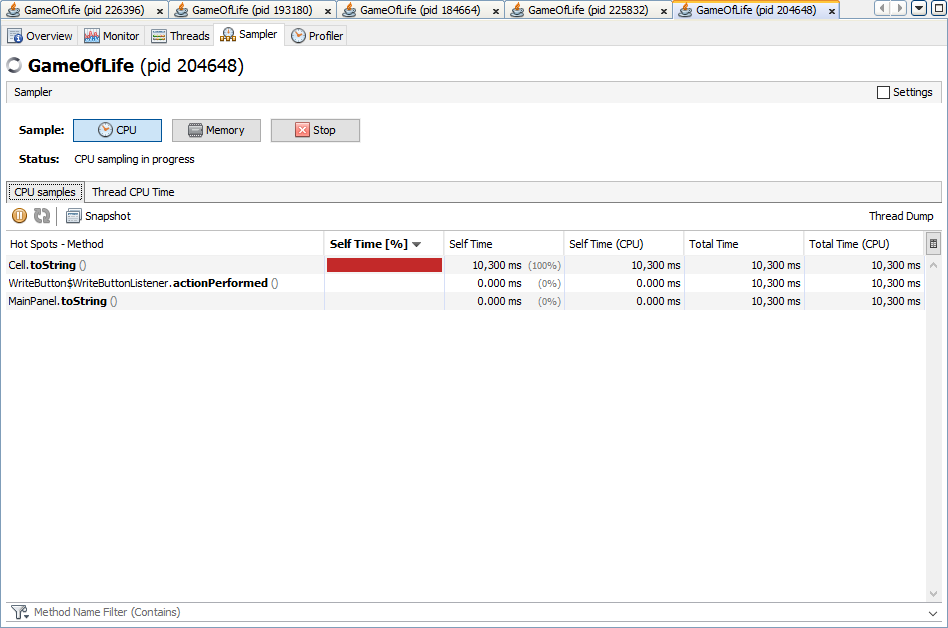 GameOfLife (pid 226396) × GameOfLife (pid 193180) × GameOfLife (pid 184664) × GameOfLife (pid 225832) × GameOfLife (pid 204648) ×
Overview Monitor Threads Sampler Profiler
GameOfLife (pid 204648)
Sampler Settings
Sample: CPU Memory Stop
Status: CPU sampling in progress
CPU samples Thread CPU Time
Snapshot Thread Dump
Hot Spots - Method Self Time [%] Self Time Self Time (CPU) Total Time Total Time (CPU)
Cell.toString () 10,300 ms (100%) 10,300 ms 10,300 ms 10,300 ms
WriteButton$WriteButtonListener.actionPerformed () 0.000 ms (0%) 0.000 ms 10,300 ms 10,300 ms
MainPanel.toString () 0.000 ms (0%) 0.000 ms 10,300 ms 10,300 ms
Method Name Filter (Contains)